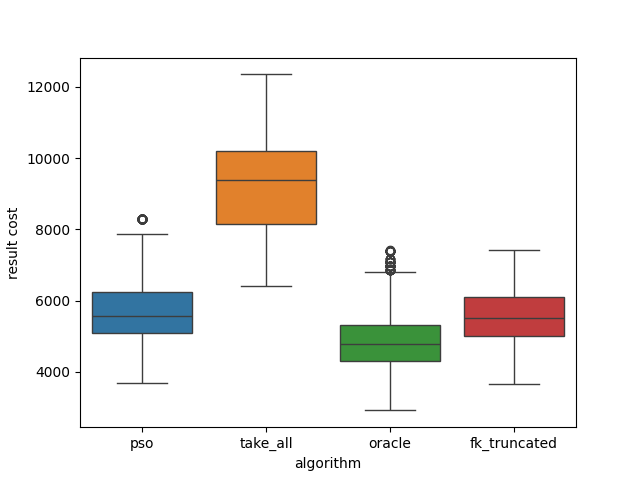 12000
10000
8000
6000
4000
result cost
pso
take_all
oracle
fk_truncated
algorithm